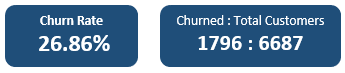 Churn Rate
26.86%
Churned : Total Customers
1796 : 6687